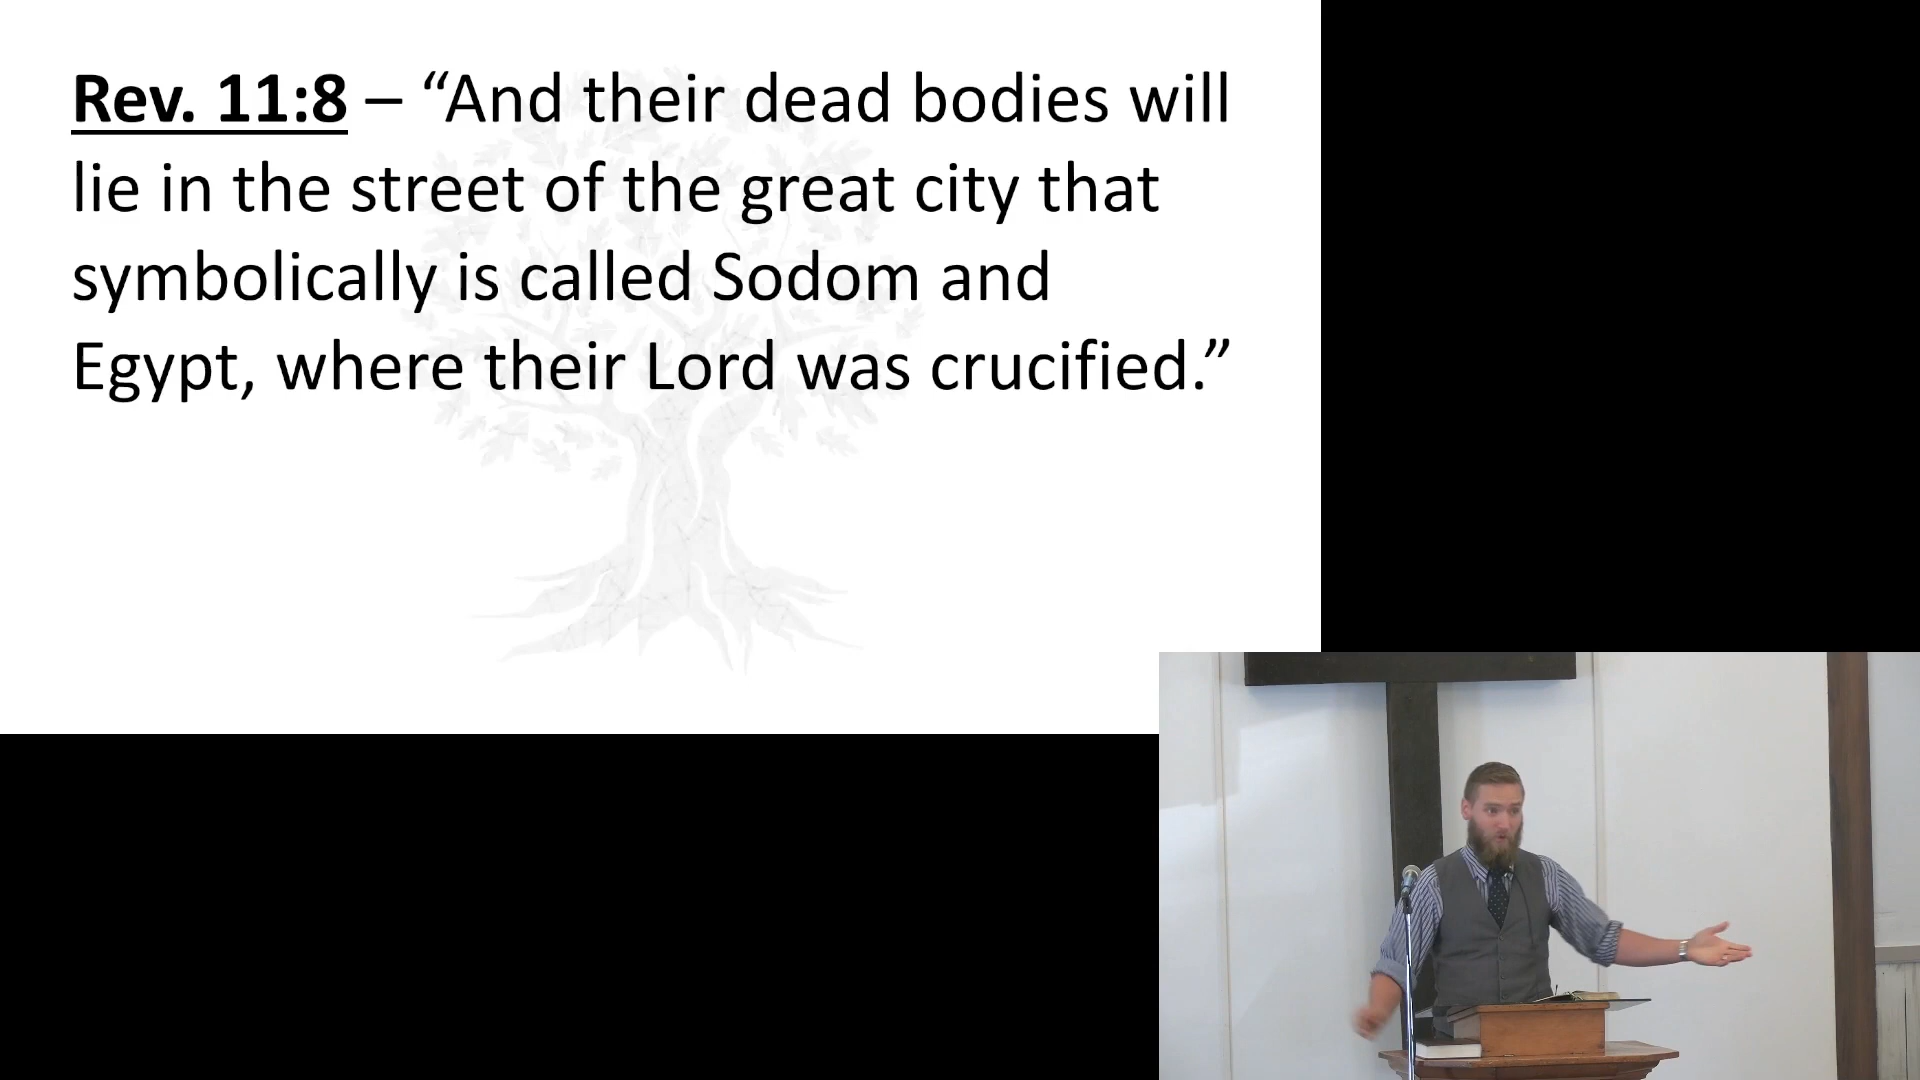 Rev. 11:8 – “And their dead bodies will
lie in the street of the great city that
symbolically is called Sodom and
Egypt, where their Lord was crucified.”